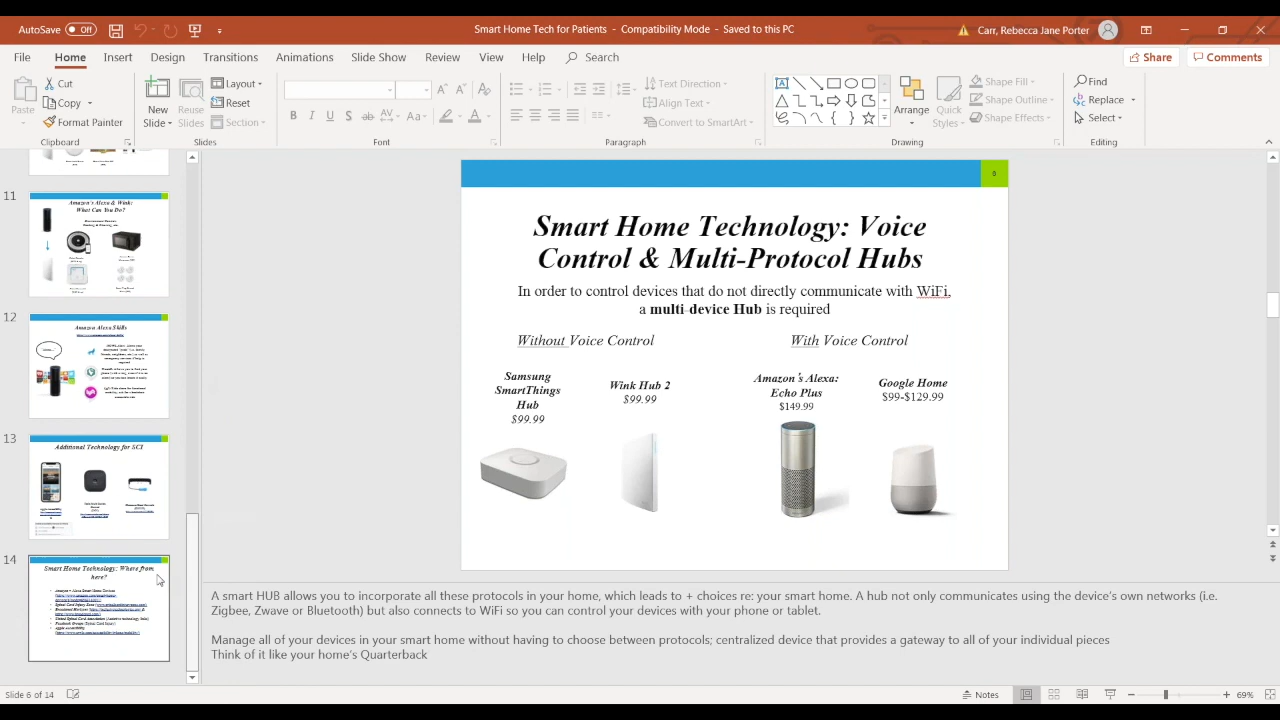 AutoSave Off Smart Home Tech for Patients - Compatibility Mode - Saved to this PC Carr, Rebecca Jane Porter
File Home Insert Design Transitions Animations Slide Show Review View Help Search Share Comments
Paste Cut Copy Format Painter Clipboard
New Slide Reuse Slides Layout Reset Section Slides
Font
Text Direction Align Text Convert to SmartArt Paragraph
Arrange Quick Styles Shape Fill Shape Outline Shape Effects Drawing
Find Replace Select Editing
11
Amazon's Alexa & Wink:
What Can You Do?
12
Amazon Alexa Skills
13
Additional Technology for SCI
14
Smart Home Technology: Where from
here?
6
Smart Home Technology: Voice
Control & Multi-Protocol Hubs
In order to control devices that do not directly communicate with WiFi,
a multi-device Hub is required
Without Voice Control With Voice Control
Samsung
SmartThings
Hub
$99.99
Wink Hub 2
$99.99
Amazon's Alexa:
Echo Plus
$149.99
Google Home
$99-$129.99
A smart HUB allows you to incorporate all these protocols into your home, which leads to + choices re: smart home. A hub not only communicates using the device's own networks (i.e.
Zigbee, Zwave or Bluetooth) but also connects to WiFi so you can control your devices with your phone, tablet etc.
Manage all of your devices in your smart home without having to choose between protocols; centralized device that provides a gateway to all of your individual pieces
Think of it like your home's Quarterback
Slide 6 of 14 Notes 69%